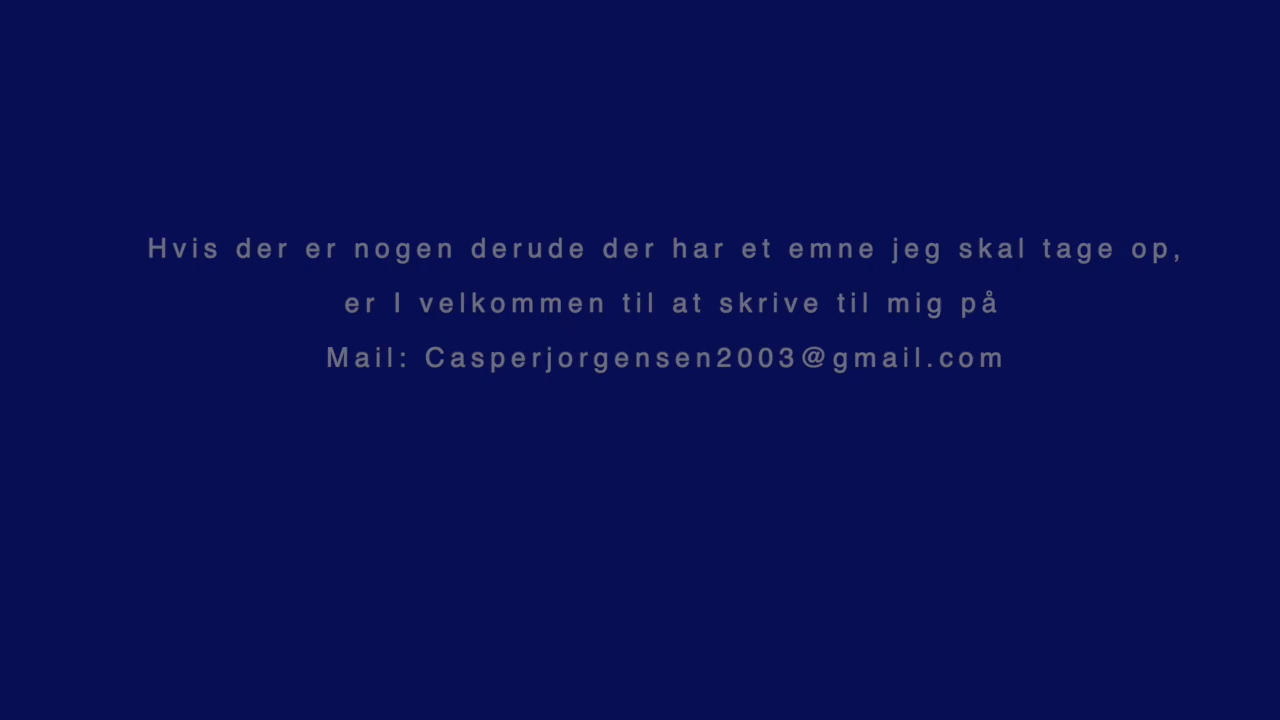 Hvis der er nogen derude der har et emne jeg skal tage op,
er I velkommen til at skrive til mig på
Mail: Casperjorgensen2003@gmail.com